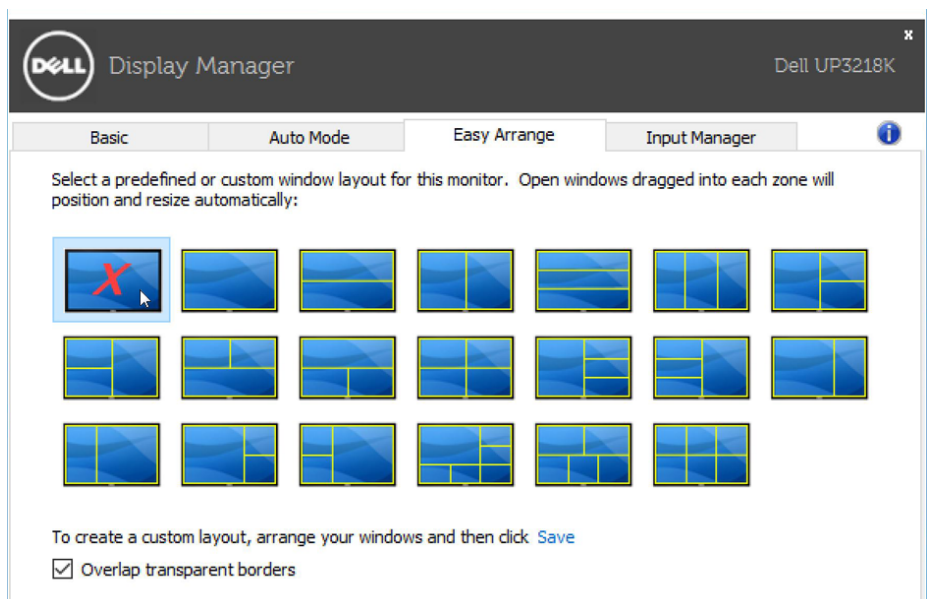 x
DELL Display Manager Dell UP3218K
Basic Auto Mode Easy Arrange Input Manager i
Select a predefined or custom window layout for this monitor. Open windows dragged into each zone will
position and resize automatically:
X
To create a custom layout, arrange your windows and then click Save
Overlap transparent borders